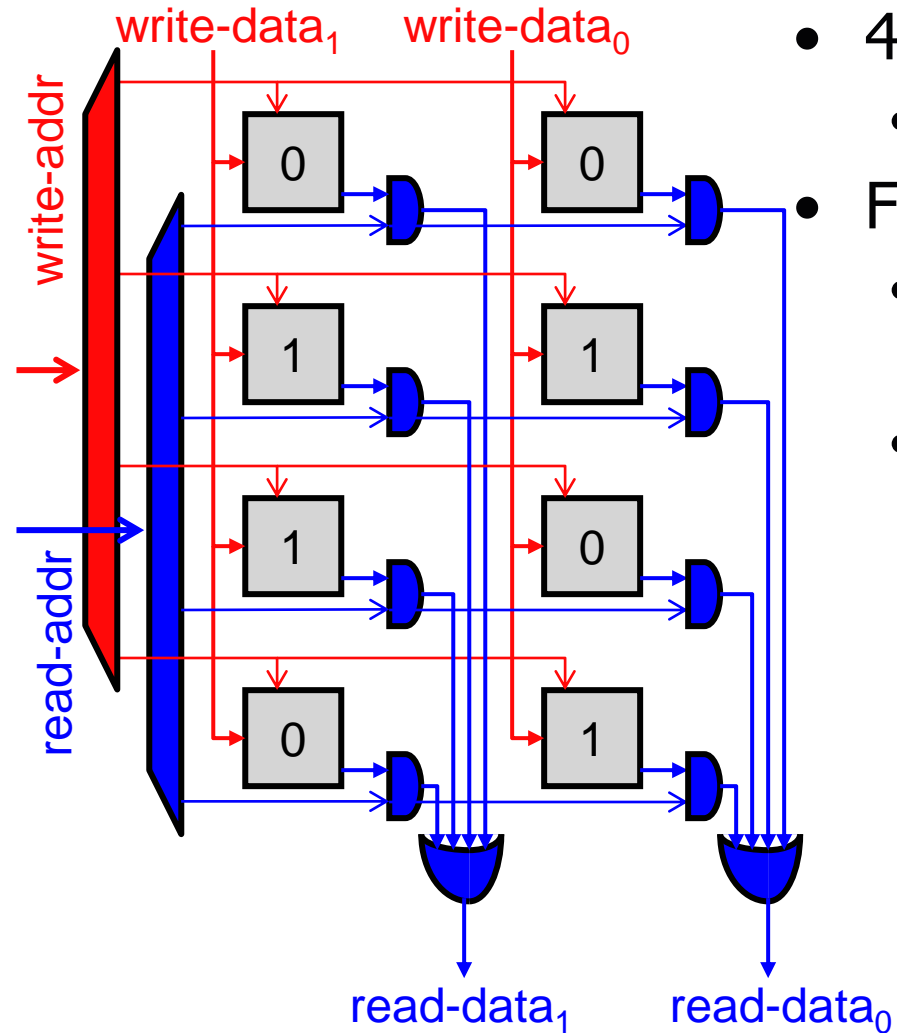 write-data₁ write-data₀
• 4
•
• F
•
•
write-addr
read-addr
0 0
1 1
1 0
0 1
read-data₁ read-data₀